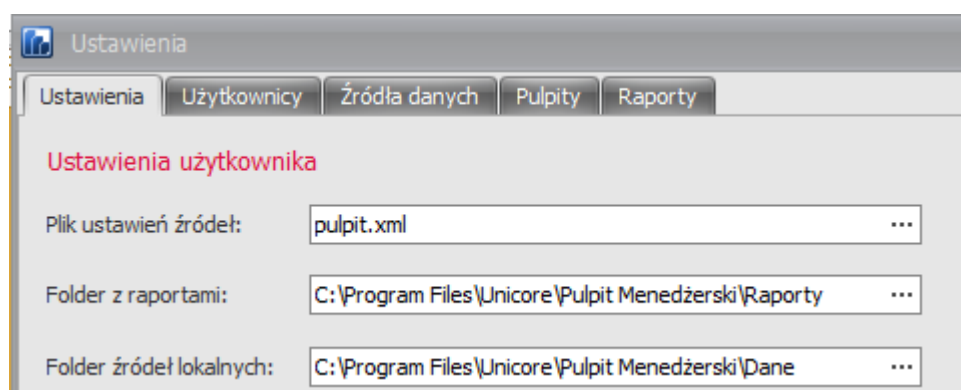 Ustawienia
Ustawienia Użytkownicy Źródła danych Pulpity Raporty
Ustawienia użytkownika
Plik ustawień źródeł: pulpit.xml ...
Folder z raportami: C:\Program Files\Unicore\Pulpit Menedżerski\Raporty ...
Folder źródeł lokalnych: C:\Program Files\Unicore\Pulpit Menedżerski\Dane ...